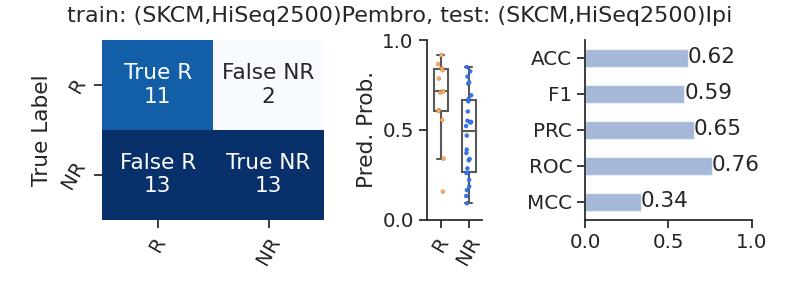 train: (SKCM,HiSeq2500)Pembro, test: (SKCM,HiSeq2500)Ipi
True Label
R
NR
True R
11
False NR
2
False R
13
True NR
13
R
NR
Pred. Prob.
1.0
0.5
0.0
R
NR
ACC
0.62
F1
0.59
PRC
0.65
ROC
0.76
MCC
0.34
0.0
0.5
1.0